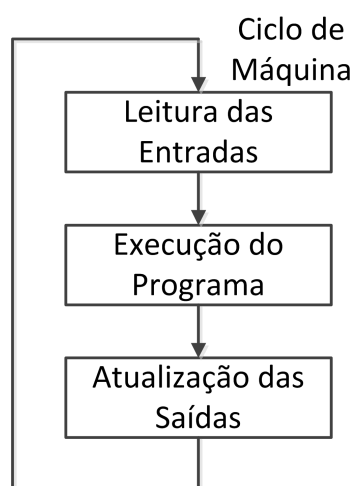 Ciclo de
Máquina
Leitura das
Entradas
Execução do
Programa
Atualização das
Saídas